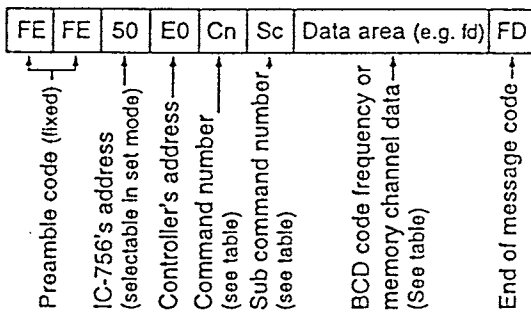 FE FE 50 E0 Cn Sc Data area (e.g. fd) FD
Preamble code (fixed)
IC-756's address
(selectable in set mode)
Controller's address
Command number
(see table)
Sub command number
(see table)
BCD code frequency or
memory channel data
(See table)
End of message code